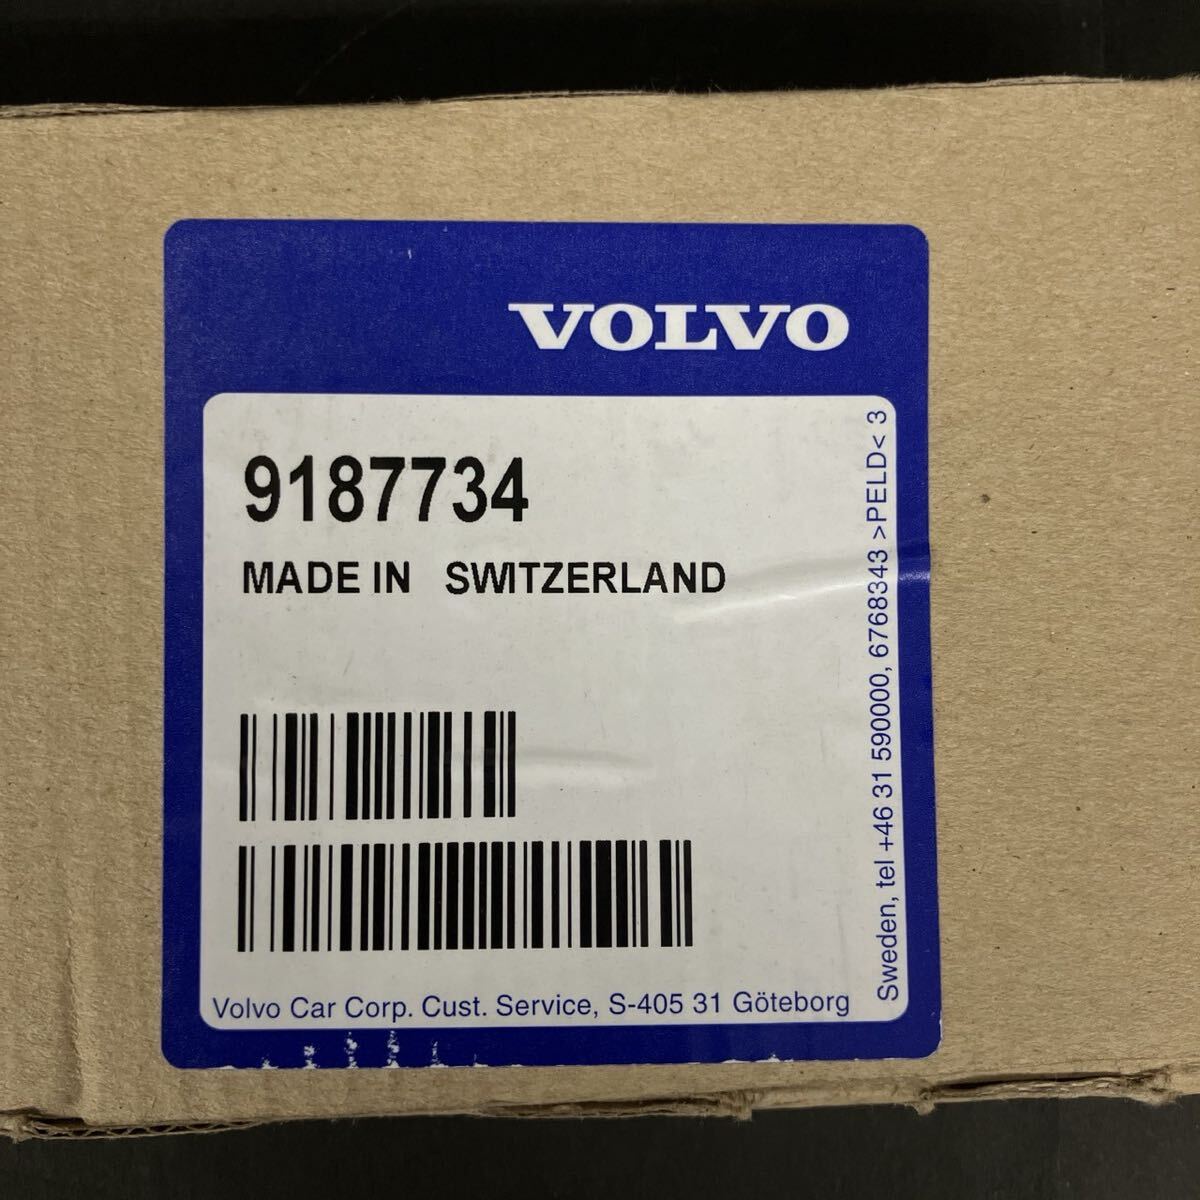 VOLVO
9187734
MADE IN SWITZERLAND
Volvo Car Corp. Cust. Service, S-405 31 Göteborg
Sweden, tel +46 31 590000, 6768343 >PELD< 3